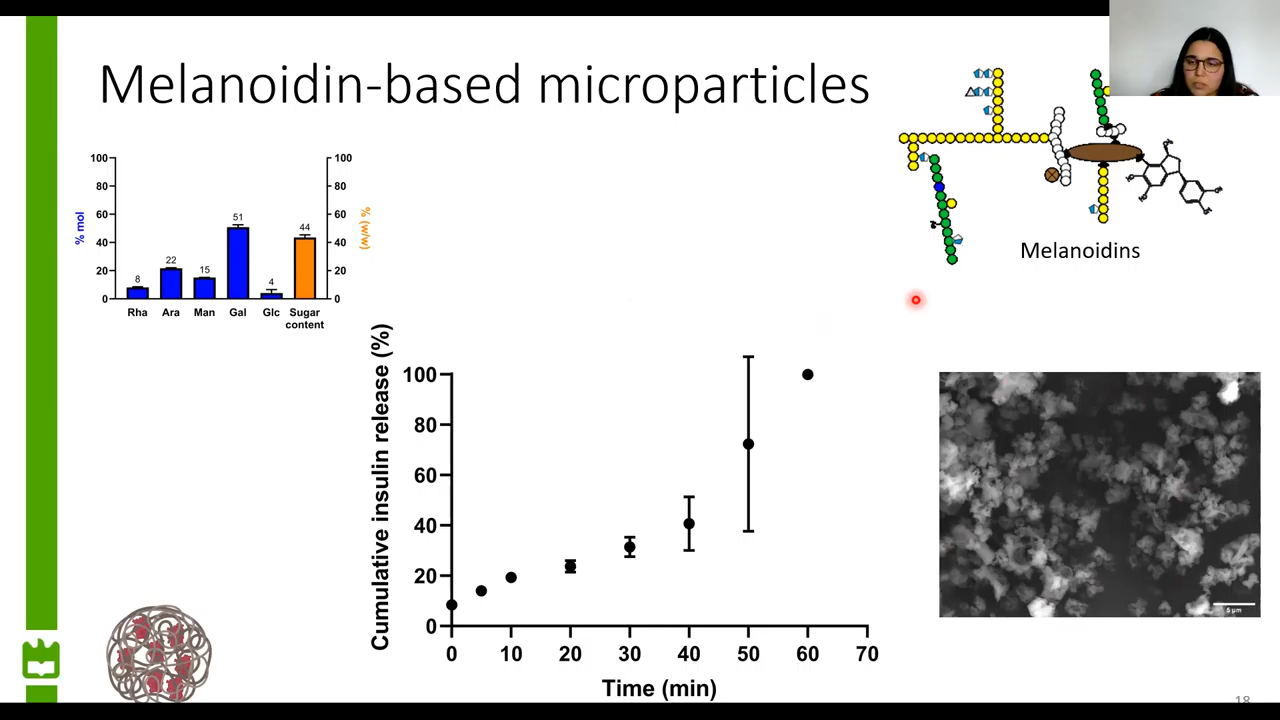 Melanoidin-based microparticles
100
80
60
40
20
0
% mol
8
22
15
51
4
44
100
80
60
40
20
0
% (w/w)
Rha Ara Man Gal Glc Sugar content
Melanoidins
Cumulative insulin release (%)
100
80
60
40
20
0
0 10 20 30 40 50 60 70
Time (min)
5 µm
18